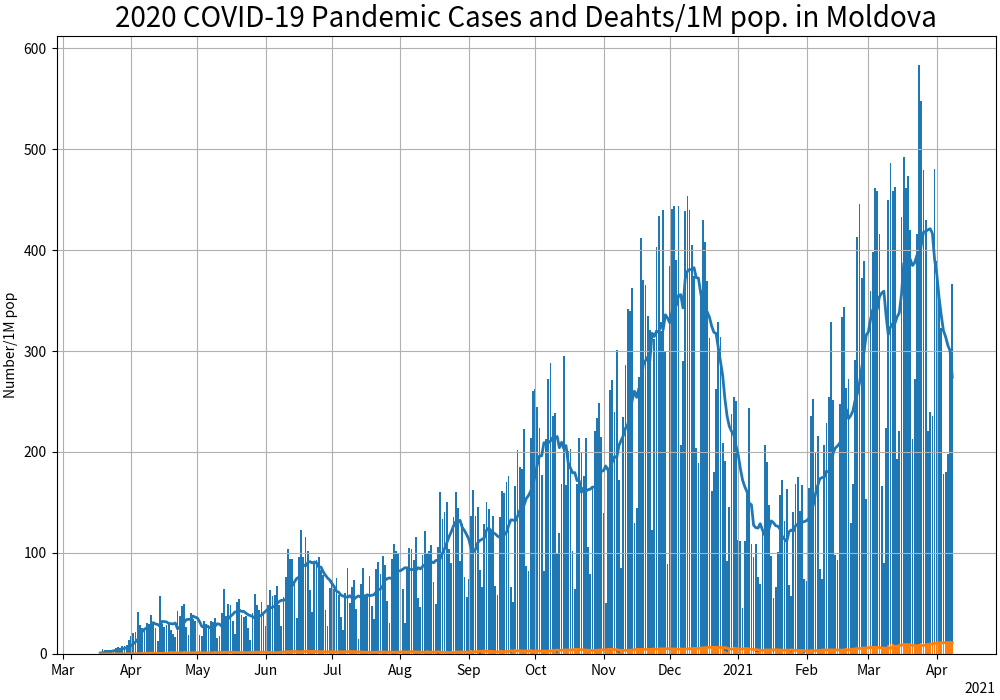 2020 COVID-19 Pandemic Cases and Deahts/1M pop. in Moldova
Number/1M pop
600
500
400
300
200
100
0
Mar Apr May Jun Jul Aug Sep Oct Nov Dec 2021 Feb Mar Apr
2021